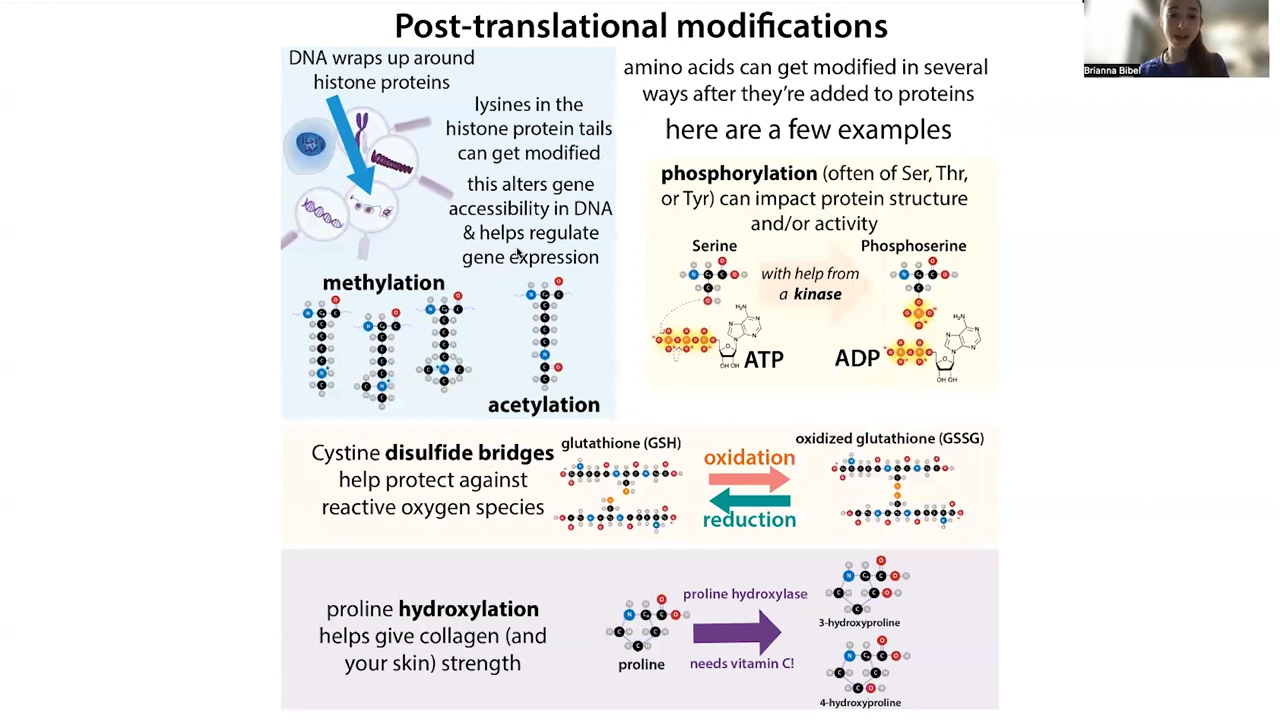 Post-translational modifications
Brianna Bibel
DNA wraps up around
histone proteins
lysines in the
histone protein tails
can get modified
this alters gene
accessibility in DNA
& helps regulate
gene expression
methylation
acetylation
amino acids can get modified in several
ways after they're added to proteins
here are a few examples
phosphorylation (often of Ser, Thr,
or Tyr) can impact protein structure
and/or activity
Serine
Phosphoserine
with help from
a kinase
ATP
ADP
Cystine disulfide bridges
help protect against
reactive oxygen species
glutathione (GSH)
oxidation
reduction
oxidized glutathione (GSSG)
proline hydroxylation
helps give collagen (and
your skin) strength
proline
proline hydroxylase
needs vitamin C!
3-hydroxyproline
4-hydroxyproline